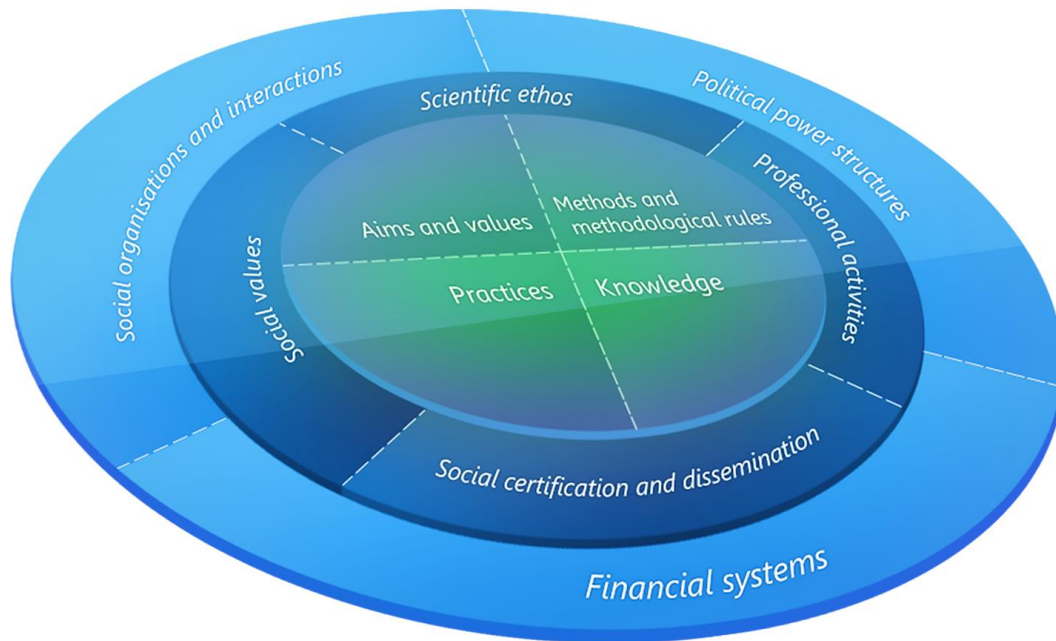 Social organisations and interactions
Political power structures
Scientific ethos
Professional activities
Aims and values
Methods and
methodological rules
Social values
Practices
Knowledge
Social certification and dissemination
Financial systems